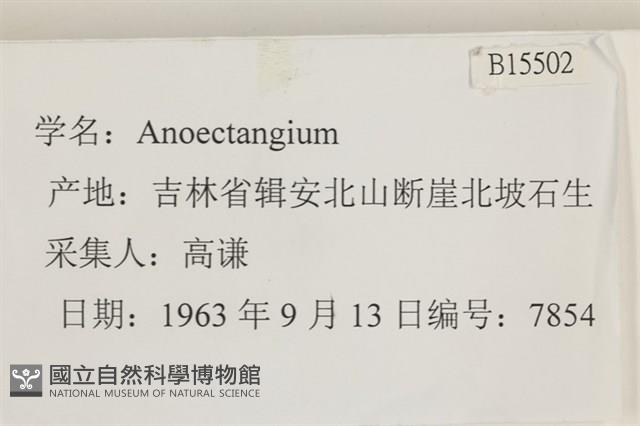 B15502
学名：Anoectangium
产地：吉林省辑安北山断崖北坡石生
采集人：高谦
日期：1963 年 9 月 13 日编号：7854
國立自然科學博物館
NATIONAL MUSEUM OF NATURAL SCIENCE